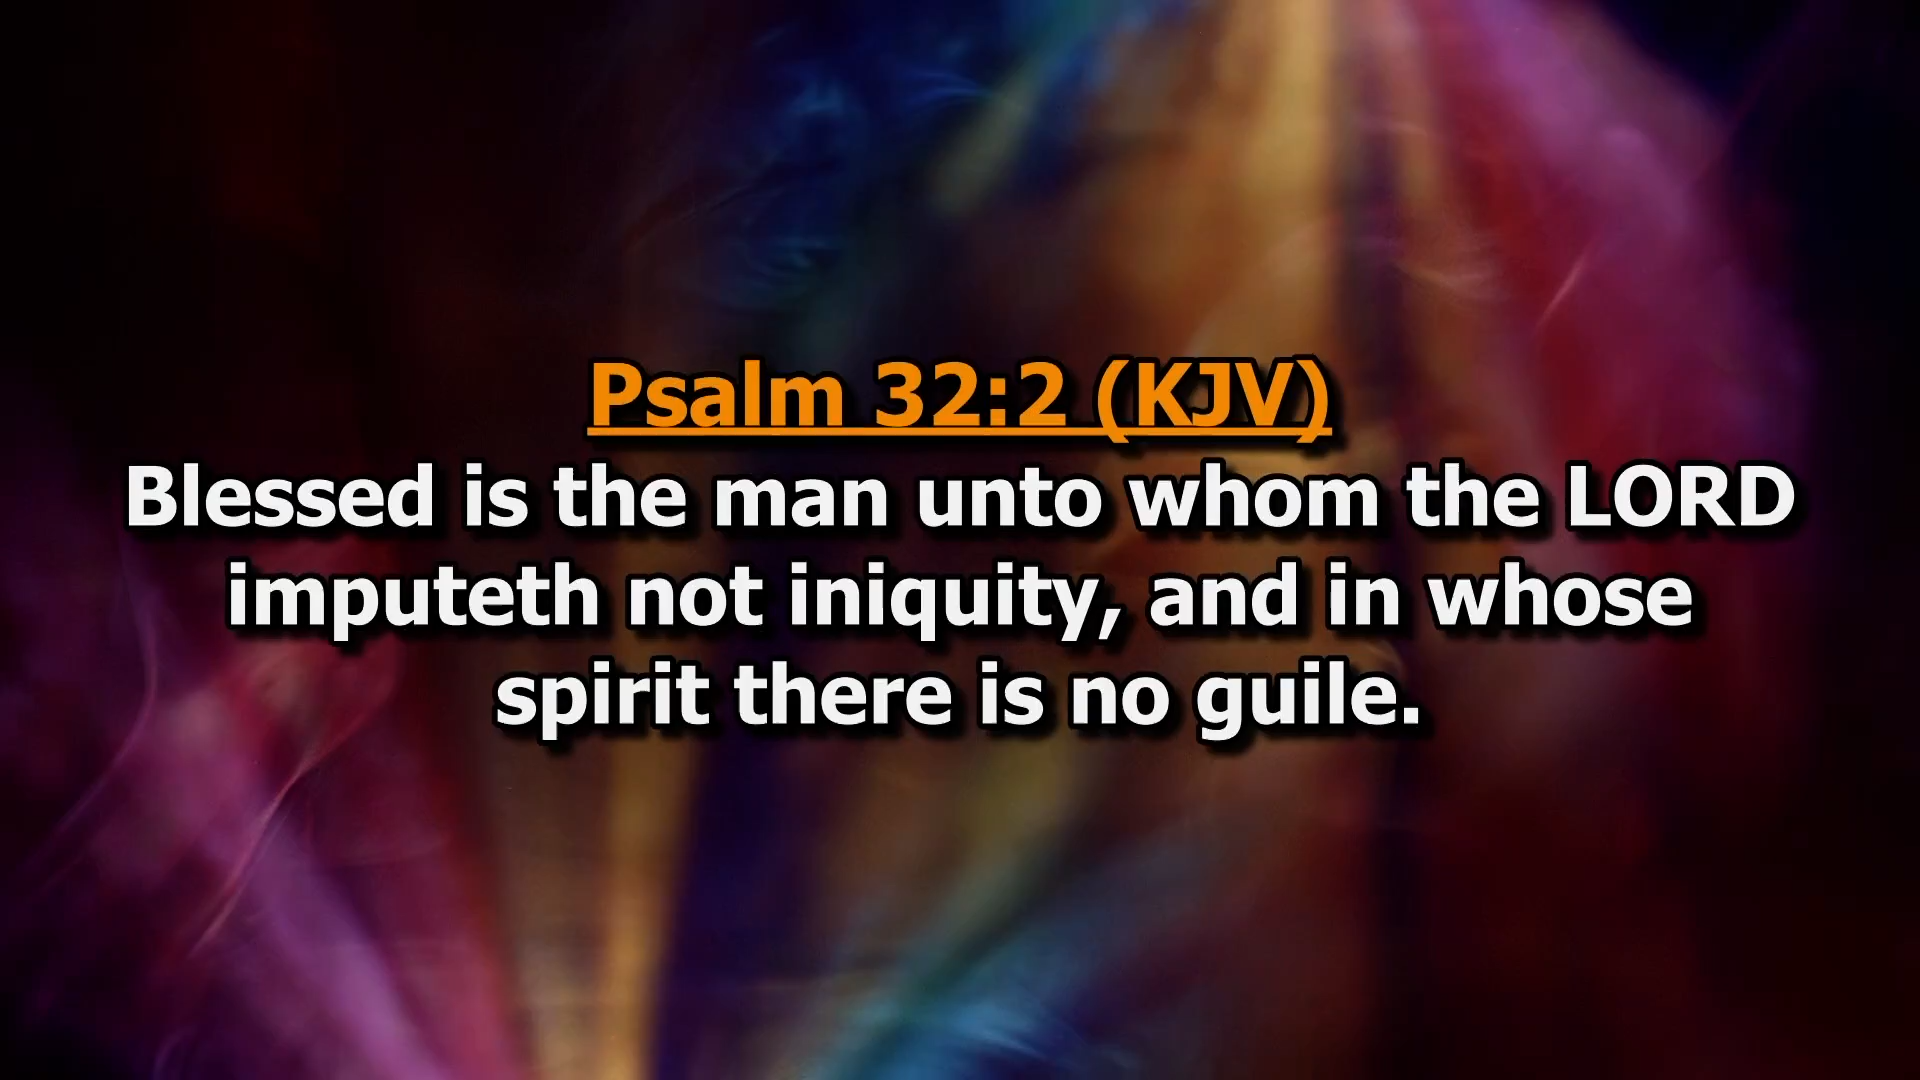 Psalm 32:2 (KJV)
Blessed is the man unto whom the LORD
imputeth not iniquity, and in whose
spirit there is no guile.